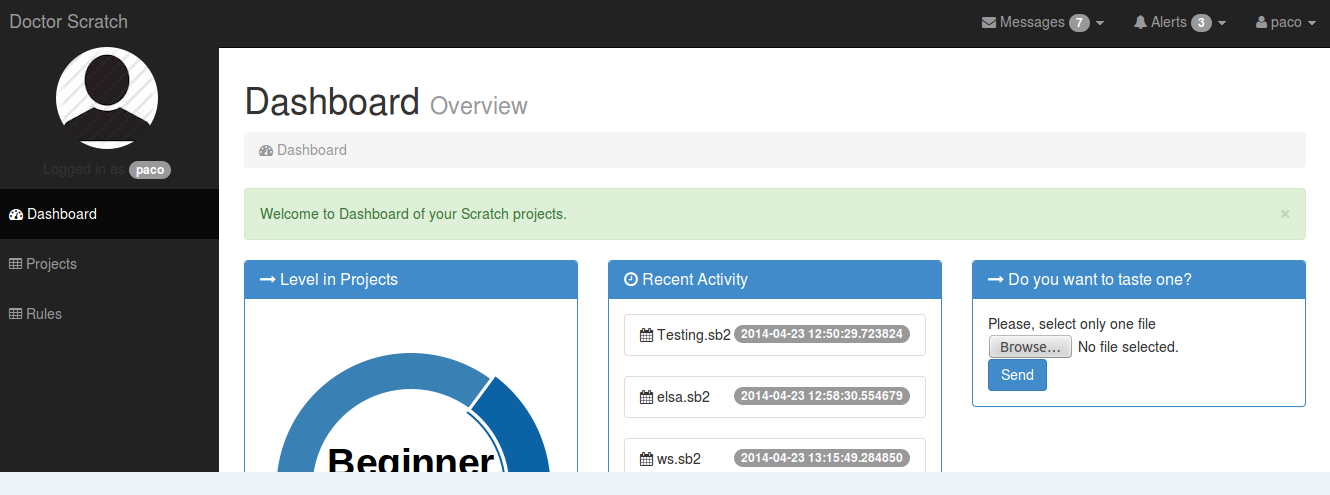 Doctor Scratch
Messages 7
Alerts 3
paco
Logged in as paco
Dashboard
Projects
Rules
Dashboard Overview
Dashboard
Welcome to Dashboard of your Scratch projects.
×
Level in Projects
Beginner
Recent Activity
Testing.sb2 2014-04-23 12:50:29.723824
elsa.sb2 2014-04-23 12:58:30.554679
ws.sb2 2014-04-23 13:15:49.284850
Do you want to taste one?
Please, select only one file
Browse... No file selected.
Send